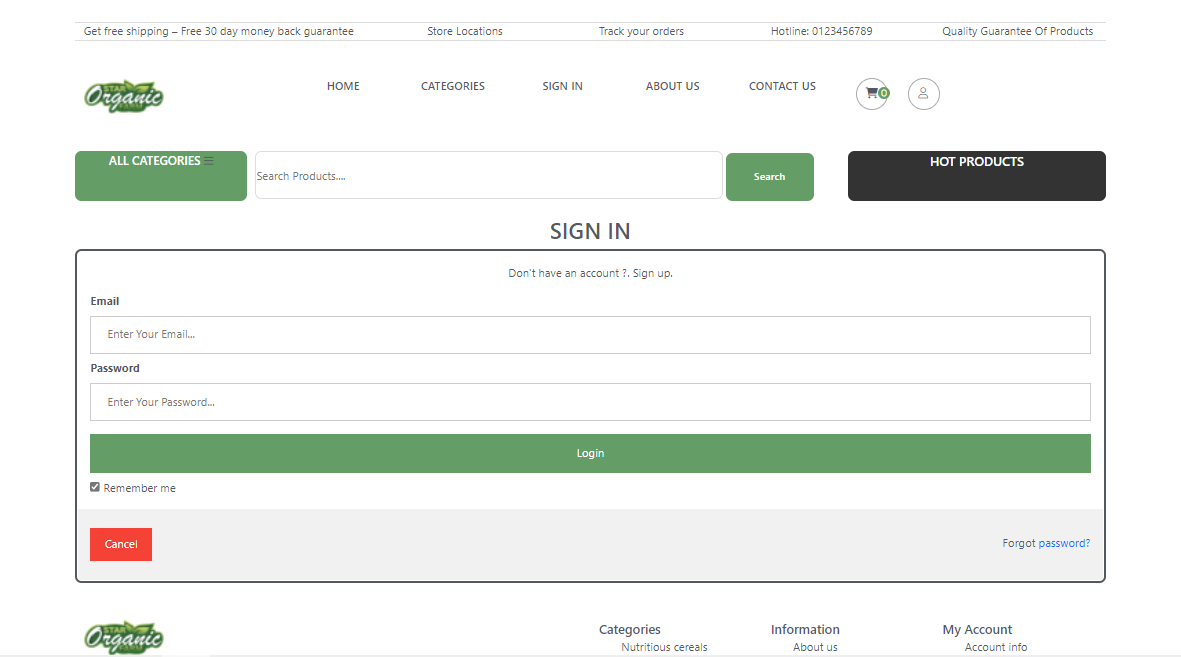 Get free shipping – Free 30 day money back guarantee Store Locations Track your orders Hotline: 0123456789 Quality Guarantee Of Products
STAR
Organic
HOME CATEGORIES SIGN IN ABOUT US CONTACT US 0
ALL CATEGORIES Search Products.... Search HOT PRODUCTS
SIGN IN
Don't have an account ?. Sign up.
Email
Enter Your Email...
Password
Enter Your Password...
Login
Remember me
Cancel Forgot password?
STAR
Organic
Categories Information My Account
Nutritious cereals About us Account info